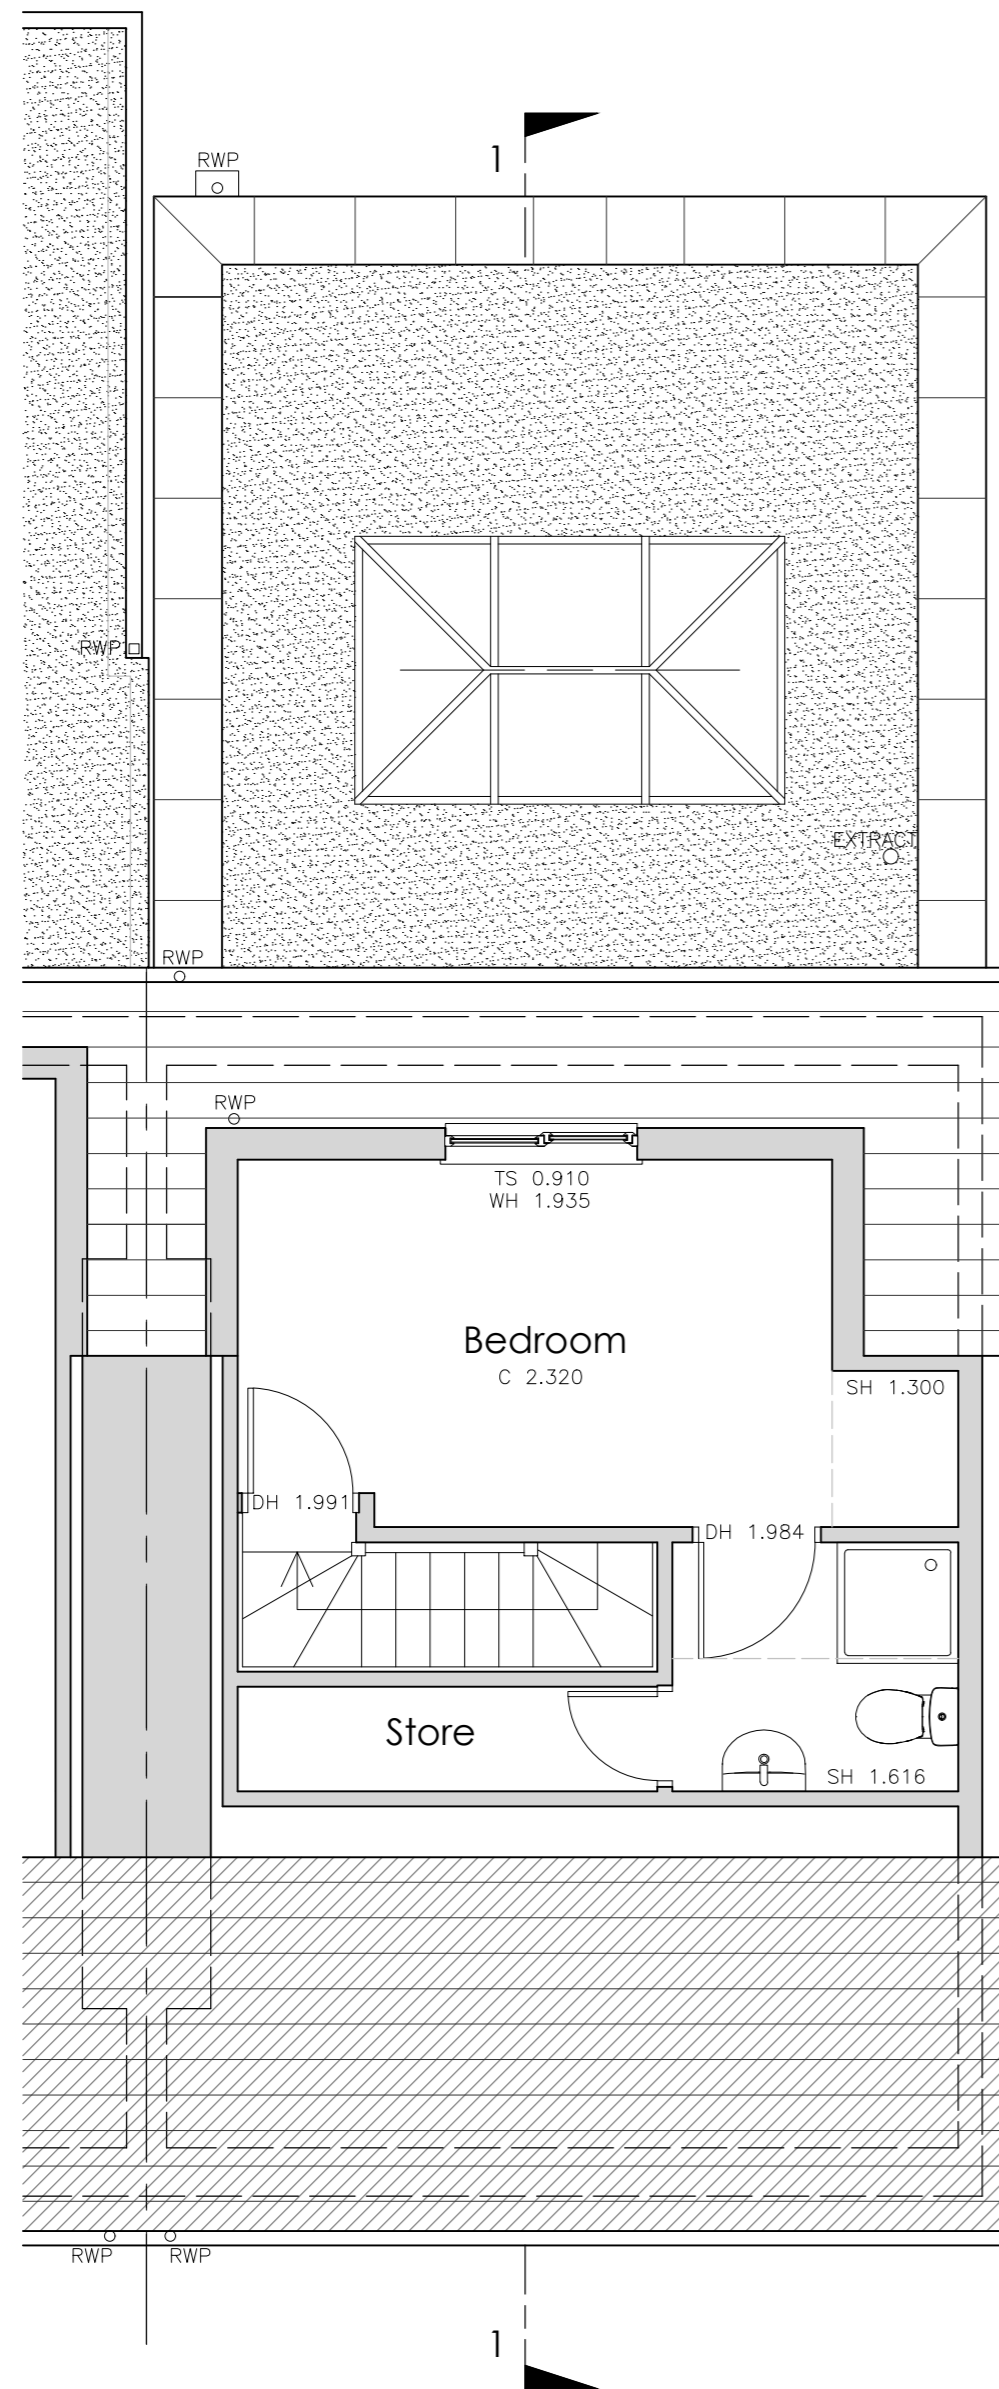 1
RWP
RWP
EXTRACT
RWP
RWP
TS 0.910
WH 1.935
Bedroom
C 2.320
SH 1.300
DH 1.991
DH 1.984
Store
SH 1.616
RWP
RWP
1